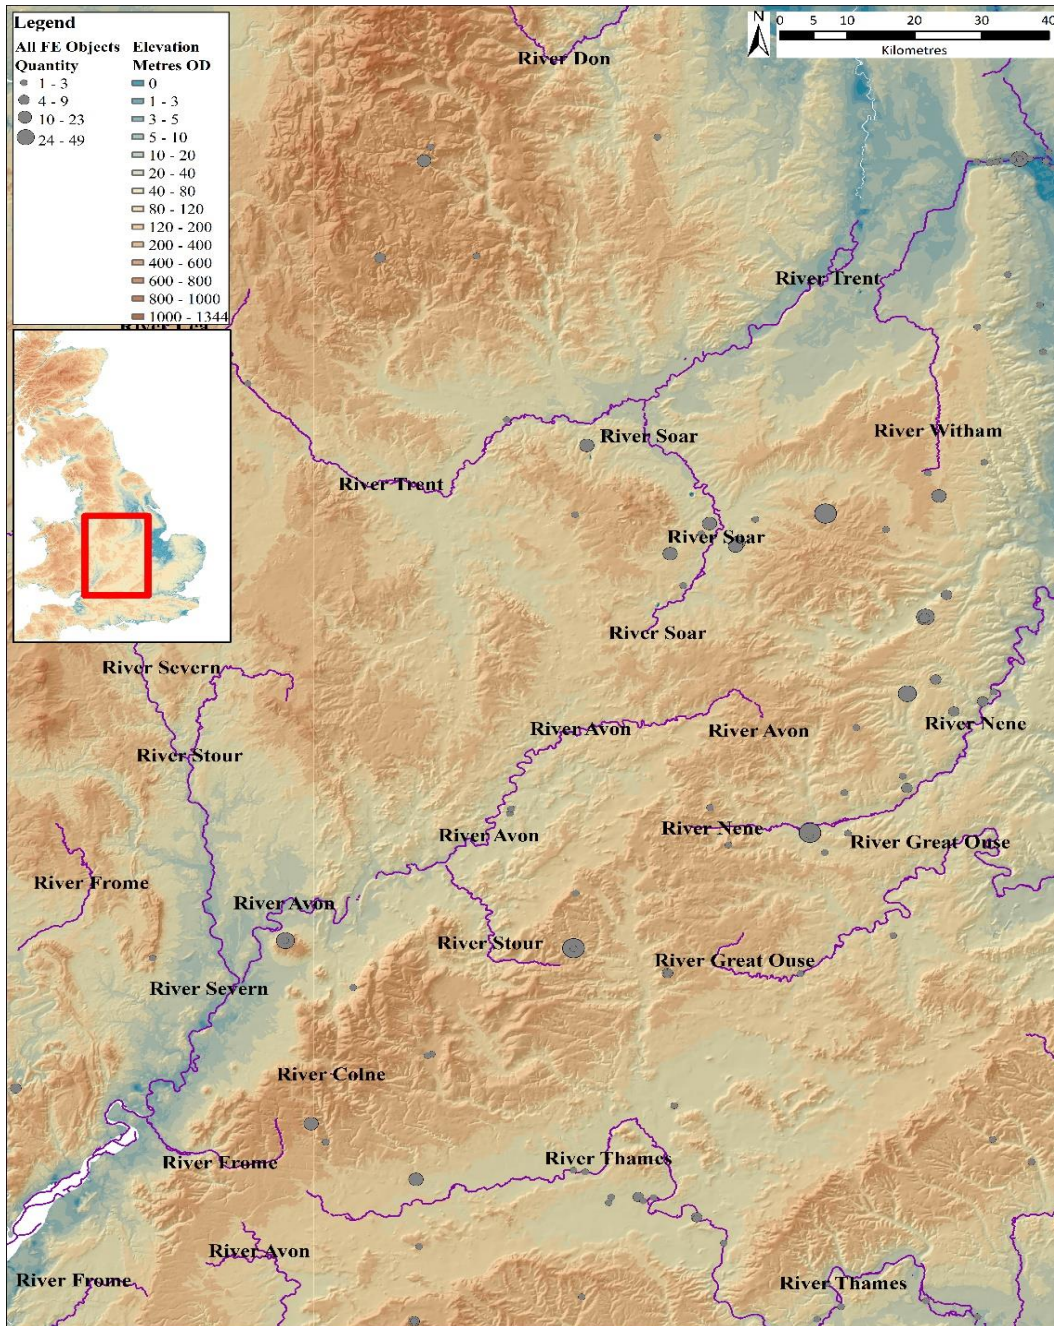 Legend
All FE Objects
Quantity
1 - 3
4 - 9
10 - 23
24 - 49
Elevation
Metres OD
0
1 - 3
3 - 5
5 - 10
10 - 20
20 - 40
40 - 80
80 - 120
120 - 200
200 - 400
400 - 600
600 - 800
800 - 1000
1000 - 1344
N
0 5 10 20 30 40
Kilometres
River Don
River Trent
River Soar
River Witham
River Trent
River Soar
River Soar
River Severn
River Avon
River Avon
River Nene
River Stour
River Nene
River Avon
River Great Ouse
River Frome
River Avon
River Stour
River Great Ouse
River Severn
River Colne
River Frome
River Thames
River Avon
River Frome
River Thames